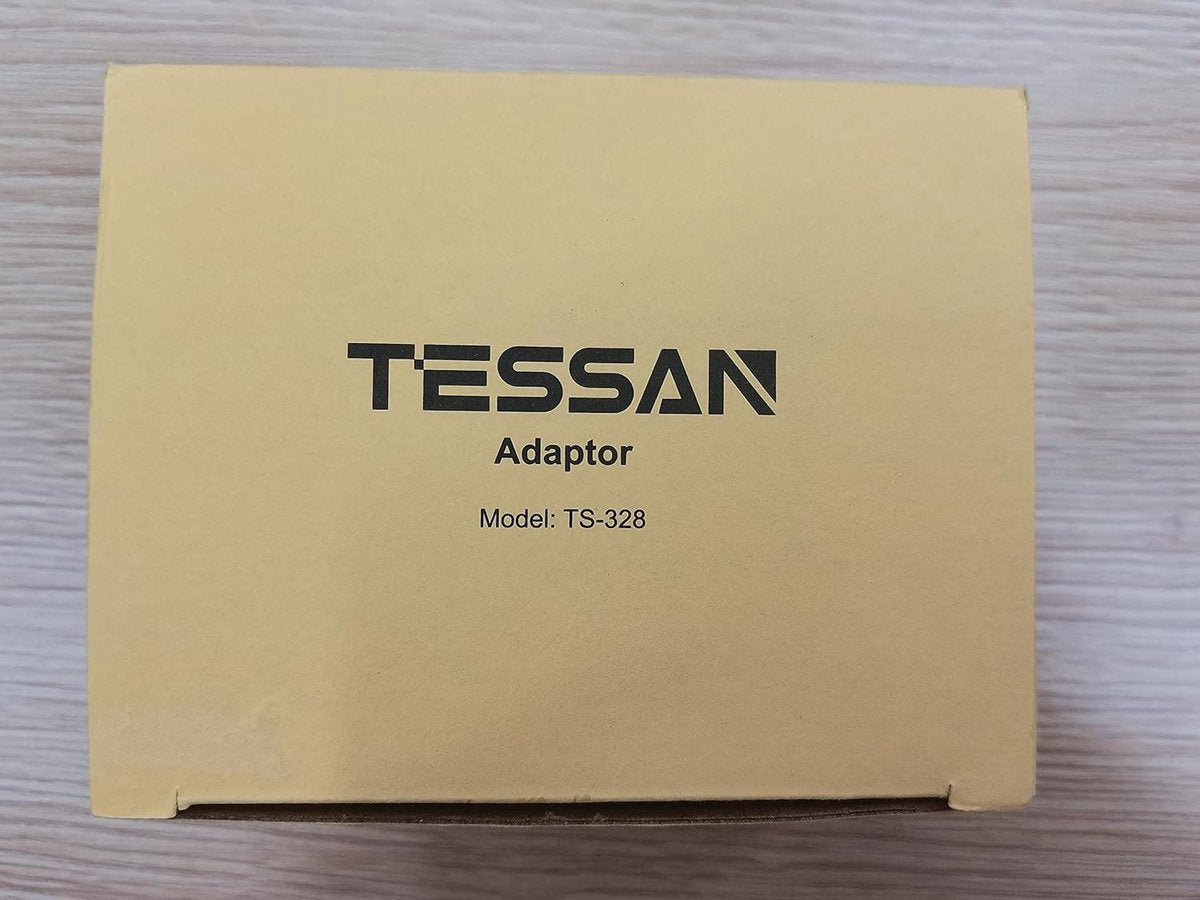 TESSAN
Adaptor
Model: TS-328